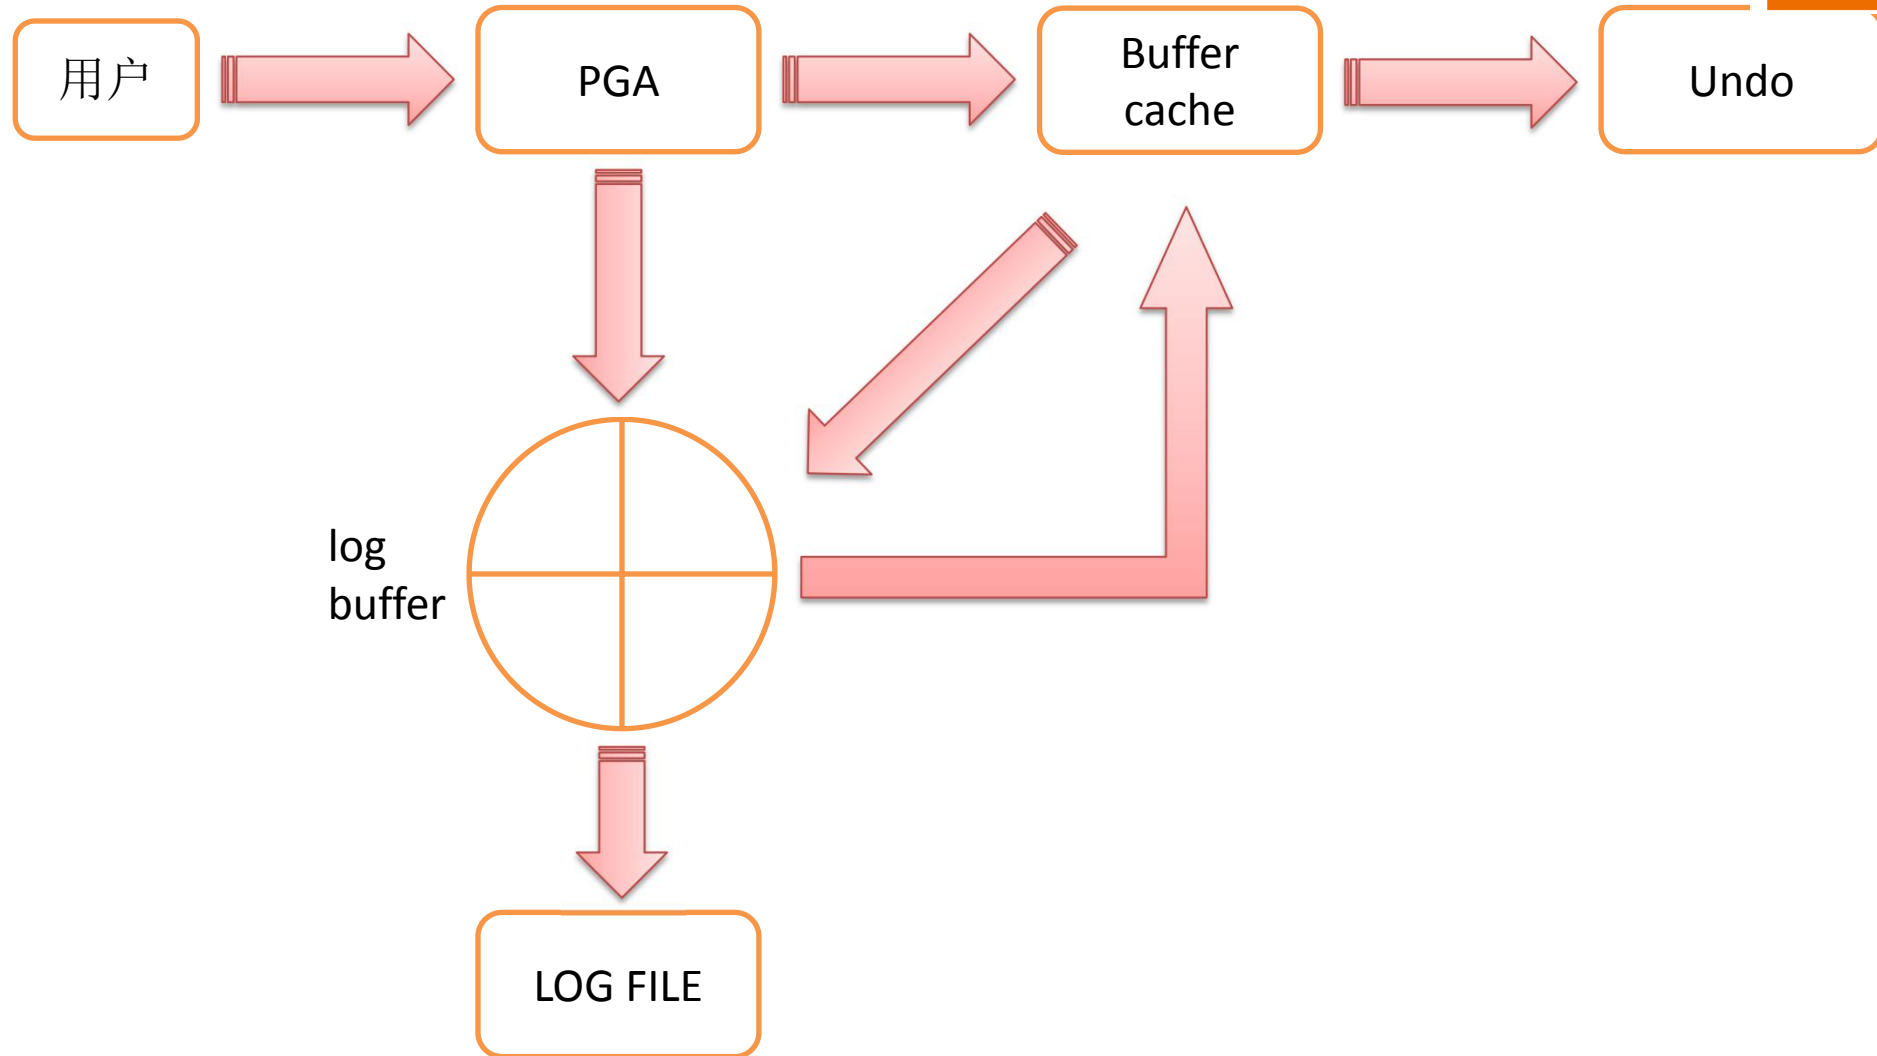 用户
PGA
Buffer
cache
Undo
log
buffer
LOG FILE